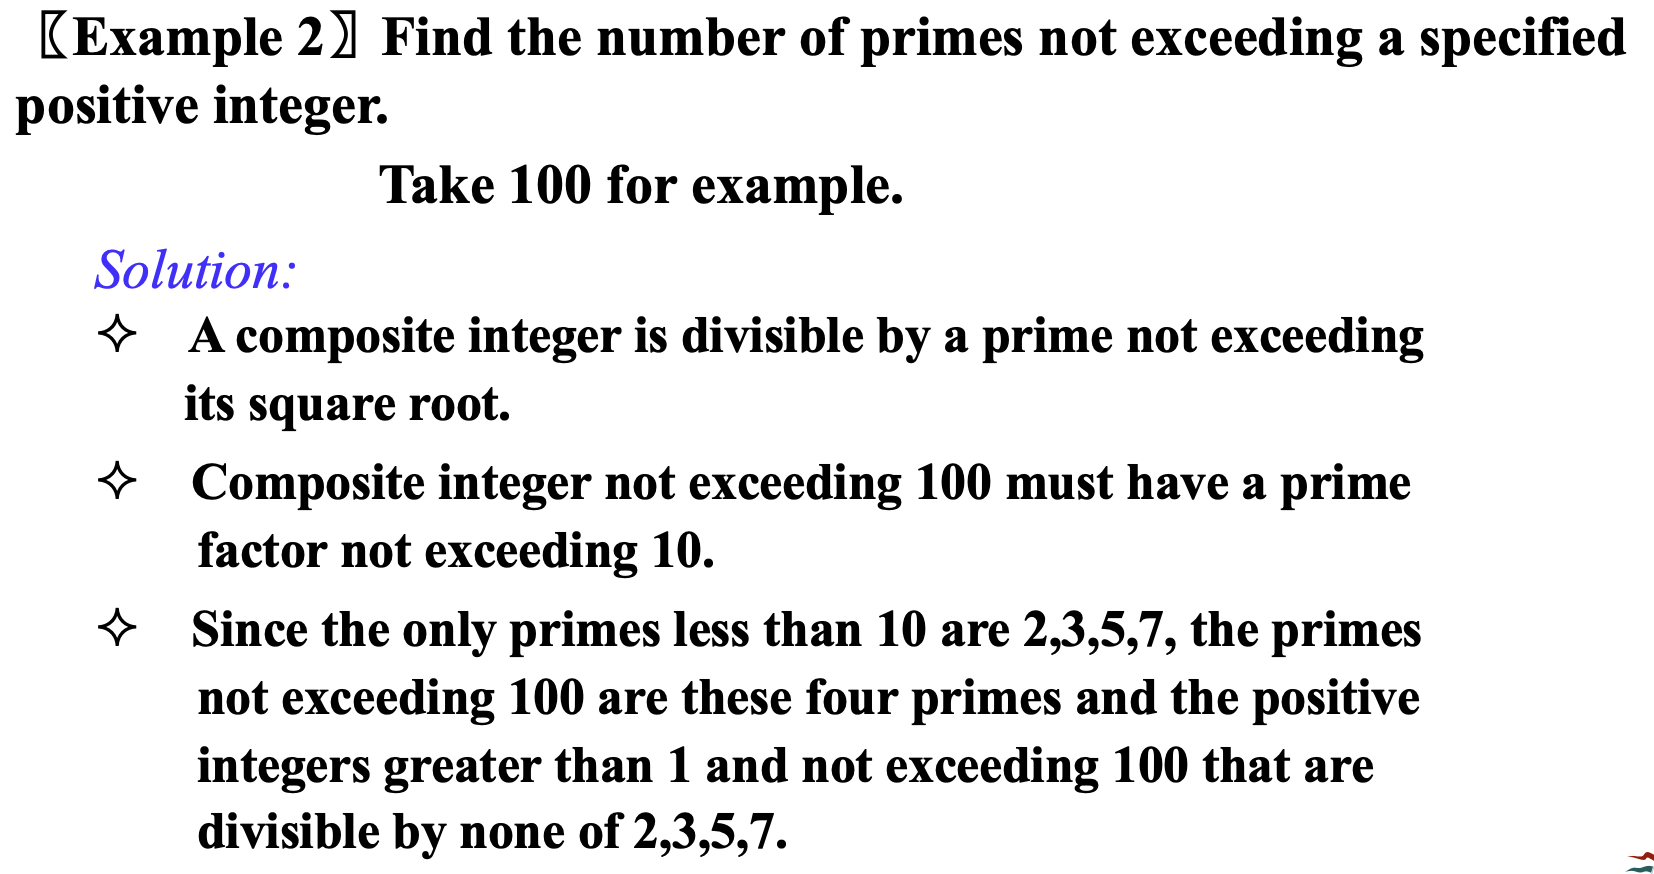 〖Example 2〗Find the number of primes not exceeding a specified
positive integer.
Take 100 for example.
Solution:
✧ A composite integer is divisible by a prime not exceeding
its square root.
✧ Composite integer not exceeding 100 must have a prime
factor not exceeding 10.
✧ Since the only primes less than 10 are 2,3,5,7, the primes
not exceeding 100 are these four primes and the positive
integers greater than 1 and not exceeding 100 that are
divisible by none of 2,3,5,7.